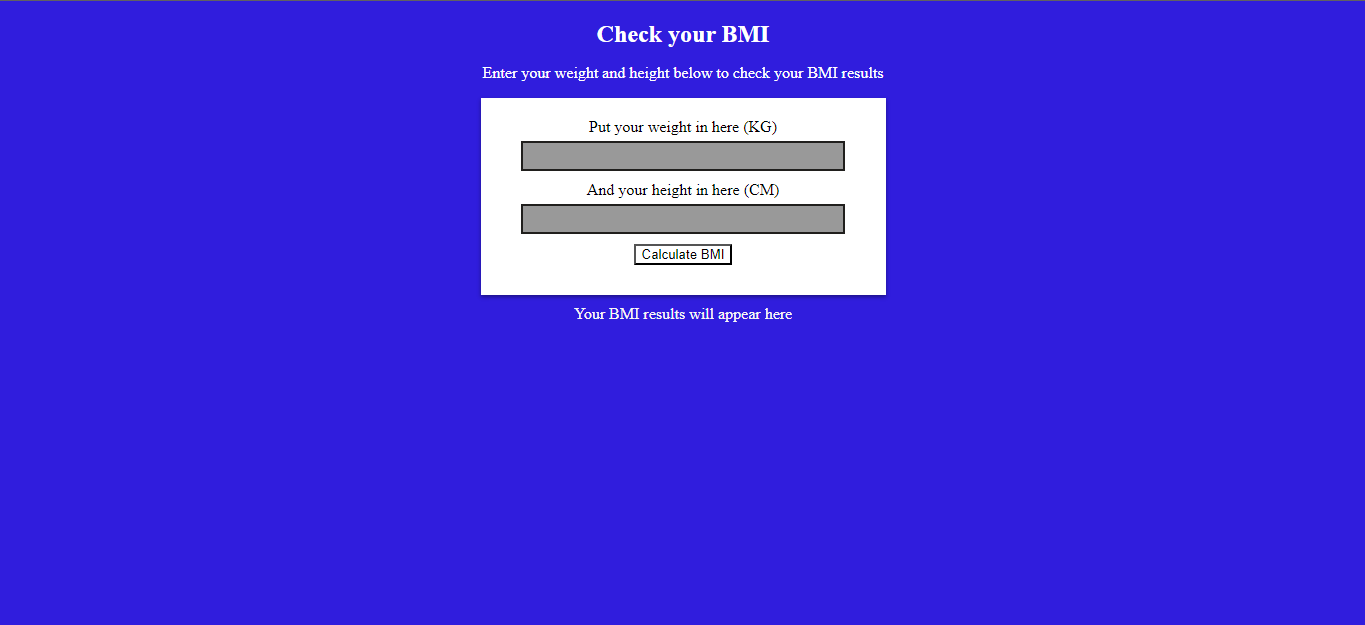 Check your BMI
Enter your weight and height below to check your BMI results
Put your weight in here (KG)
And your height in here (CM)
Calculate BMI
Your BMI results will appear here